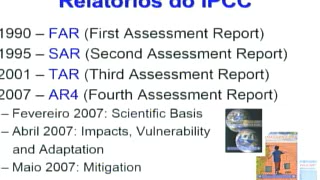 Relatórios do IPCC
1990 – FAR (First Assessment Report)
1995 – SAR (Second Assessment Report)
2001 – TAR (Third Assessment Report)
2007 – AR4 (Fourth Assessment Report)
– Fevereiro 2007: Scientific Basis
– Abril 2007: Impacts, Vulnerability
and Adaptation
– Maio 2007: Mitigation